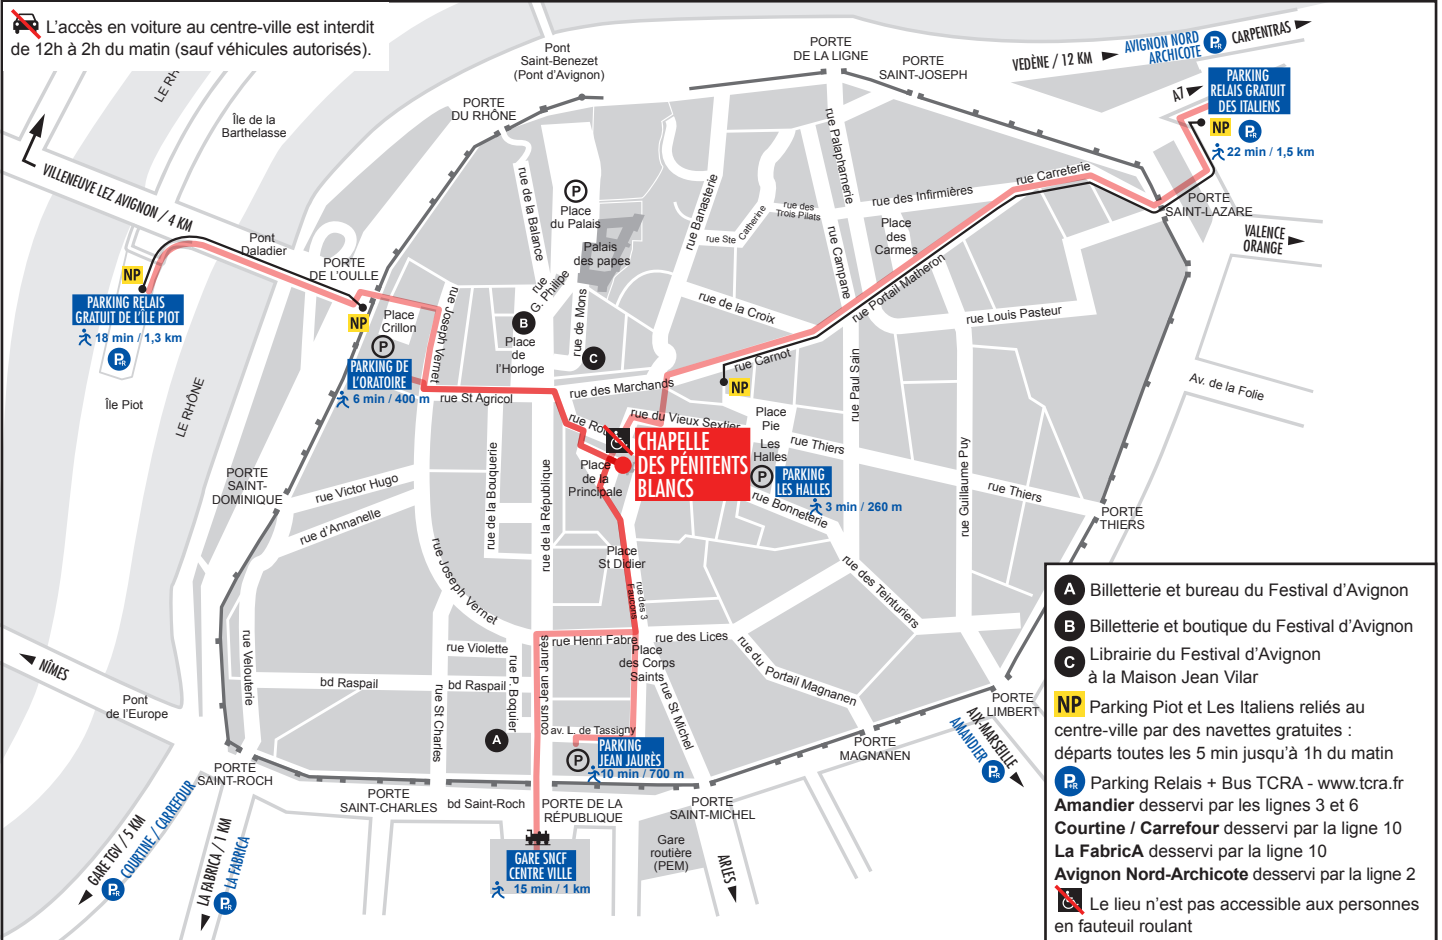 L'accès en voiture au centre-ville est interdit
de 12h à 2h du matin (sauf véhicules autorisés).
LE RH
Île de la
Barthelasse
Pont
Saint-Benezet
(Pont d'Avignon)
PORTE
DU RHÔNE
PORTE
DE LA LIGNE
PORTE
SAINT-JOSEPH
VEDÈNE / 12 KM
AVIGNON NORD
ARCHICOTE
P+R
CARPENTRAS
A7
PARKING
RELAIS GRATUIT
DES ITALIENS
NP
P+R
22 min / 1,5 km
PORTE
SAINT-LAZARE
VALENCE
ORANGE
VILLENEUVE LEZ AVIGNON / 4 KM
Pont
Daladier
PORTE
DE L'OULLE
NP
PARKING RELAIS
GRATUIT DE L'ÎLE PIOT
18 min / 1,3 km
P+R
Île Piot
LE RHÔNE
NP
Place
Crillon
P
PARKING DE
L'ORATOIRE
6 min / 400 m
rue Joseph Vernet
rue de la Balance
P
Place
du Palais
Palais
des papes
rue
G. Philipe
rue de Mons
B
Place
de
l'Horloge
C
rue Banasterie
rue Ste
Catherine
rue des
Trois Pilats
rue Palapharnerie
rue des Infirmières
rue Carreterie
Place
des
Carmes
rue Campane
rue Portail Matheron
rue Louis Pasteur
rue de la Croix
rue Carnot
NP
rue des Marchands
rue St Agricol
rue du Vieux Sextier
rue Rou
Place
Pie
Les
Halles
rue Thiers
rue Paul Sain
Av. de la Folie
CHAPELLE
DES PÉNITENTS
BLANCS
Place
de la
Principale
P
PARKING
LES HALLES
3 min / 260 m
rue Bonneterie
rue Guillaume Puy
rue Thiers
PORTE
THIERS
PORTE
SAINT-
DOMINIQUE
rue Victor Hugo
rue d'Annanelle
rue de la Bouquerie
rue de la République
rue Joseph Vernet
Place
St Didier
rue des 3
Faucons
rue des Teinturiers
rue Henri Fabre
rue des Lices
Place
des Corps
Saints
rue du Portail Magnanen
rue St Michel
rue Violette
bd Raspail
bd Raspail
rue P. Boquier
cours Jean Jaurès
rue St Charles
rue Velouterie
A
av. L. de Tassigny
P
PARKING
JEAN JAURÈS
10 min / 700 m
NÎMES
Pont
de l'Europe
PORTE
SAINT-ROCH
PORTE
SAINT-CHARLES
bd Saint-Roch
PORTE DE LA
RÉPUBLIQUE
PORTE
SAINT-MICHEL
PORTE
MAGNANEN
PORTE
LIMBERT
AIX-MARSEILLE
AMANDIER
P+R
GARE TGV / 5 KM
COURTINE / CARREFOUR
P+R
LA FABRICA / 1 KM
LA FABRICA
P+R
GARE SNCF
CENTRE VILLE
15 min / 1 km
Gare
routière
(PEM)
ARLES
A Billetterie et bureau du Festival d'Avignon
B Billetterie et boutique du Festival d'Avignon
C Librairie du Festival d'Avignon
à la Maison Jean Vilar
NP Parking Piot et Les Italiens reliés au
centre-ville par des navettes gratuites :
départs toutes les 5 min jusqu'à 1h du matin
P+R Parking Relais + Bus TCRA - www.tcra.fr
Amandier desservi par les lignes 3 et 6
Courtine / Carrefour desservi par la ligne 10
La FabricA desservi par la ligne 10
Avignon Nord-Archicote desservi par la ligne 2
Le lieu n'est pas accessible aux personnes
en fauteuil roulant